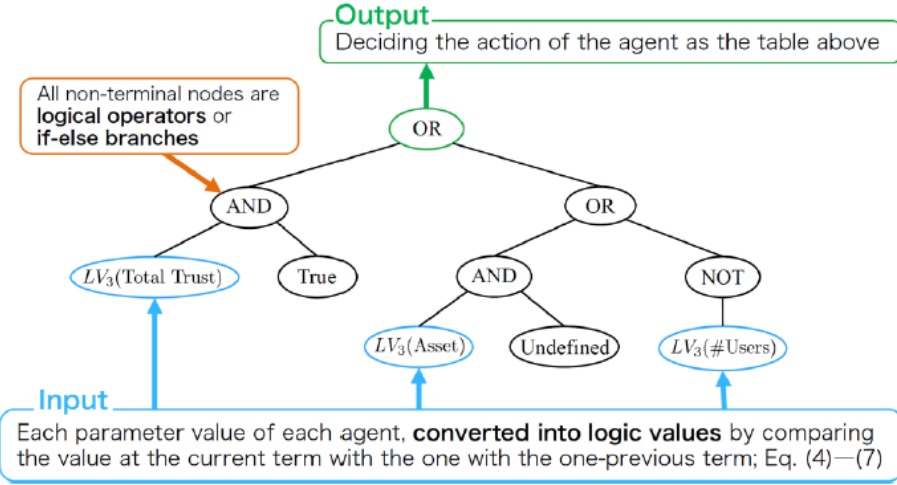 Output
Deciding the action of the agent as the table above
All non-terminal nodes are
logical operators or
if-else branches
OR
AND
OR
LV₃(Total Trust)
True
AND
NOT
LV₃(Asset)
Undefined
LV₃(#Users)
Input
Each parameter value of each agent, converted into logic values by comparing
the value at the current term with the one with the one-previous term; Eq. (4)—(7)